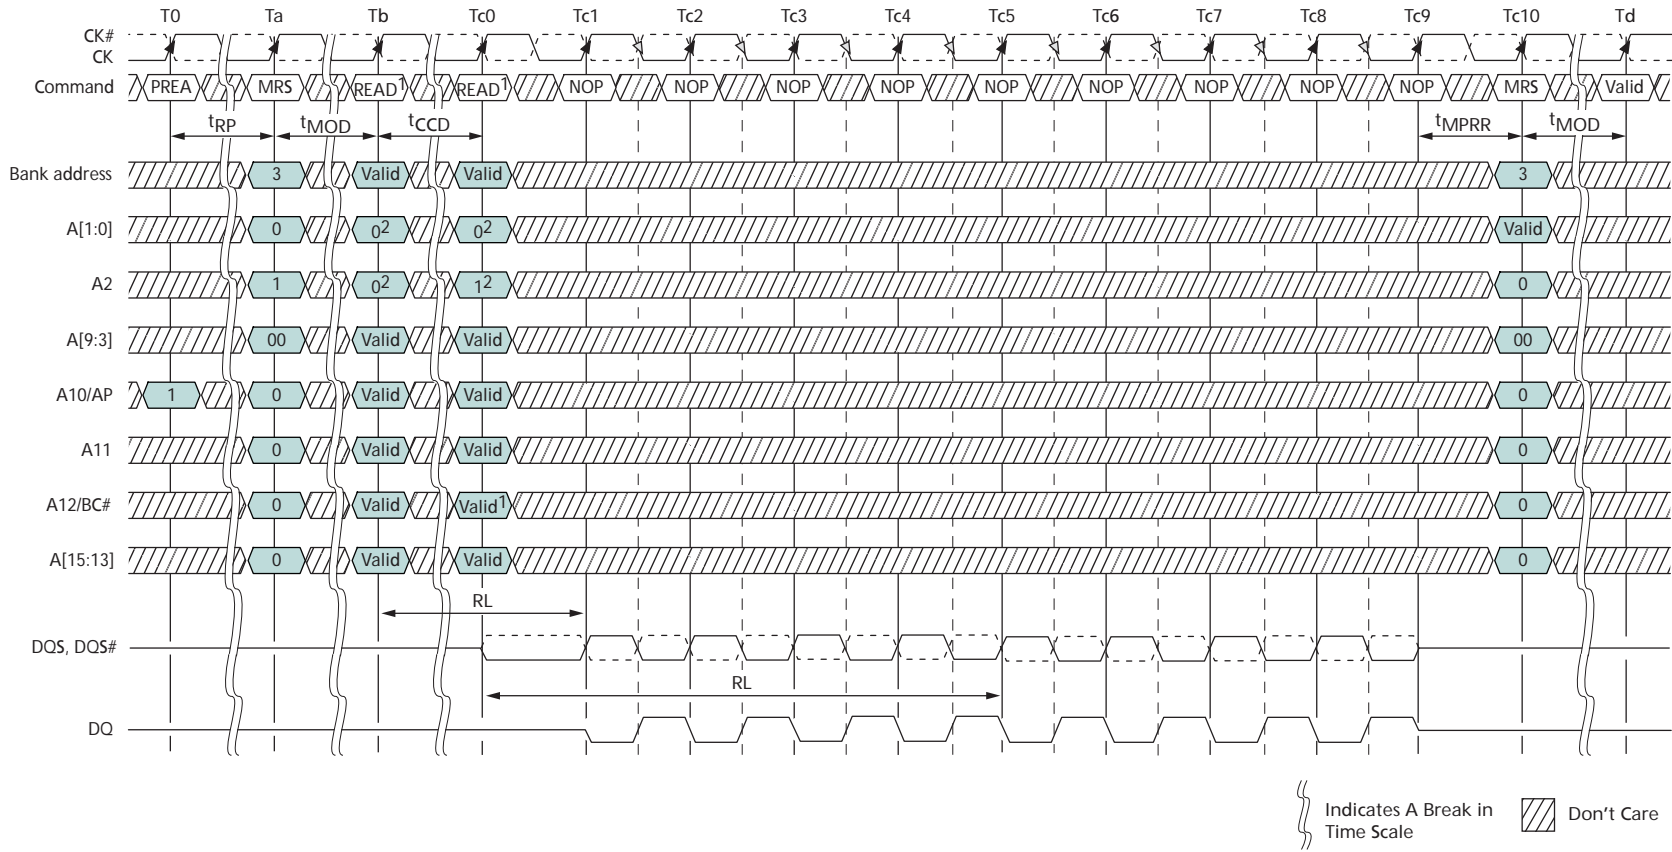 T0 Ta Tb Tc0 Tc1 Tc2 Tc3 Tc4 Tc5 Tc6 Tc7 Tc8 Tc9 Tc10 Td
CK#
CK
Command PREA MRS READ1 READ1 NOP NOP NOP NOP NOP NOP NOP NOP NOP MRS Valid
tRP tMOD tCCD tMPRR tMOD
Bank address 3 Valid Valid 3
A[1:0] 0 02 02 Valid
A2 1 02 12 0
A[9:3] 00 Valid Valid 00
A10/AP 1 0 Valid Valid 0
A11 0 Valid Valid 0
A12/BC# 0 Valid Valid1 0
A[15:13] 0 Valid Valid 0
RL
DQS, DQS#
RL
DQ
Indicates A Break in
Time Scale
Don't Care